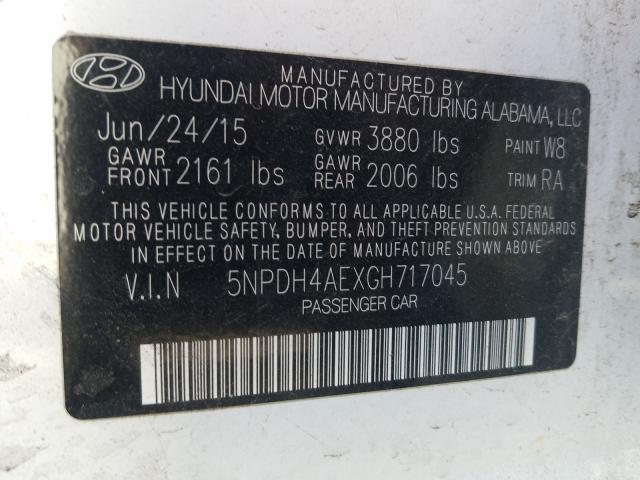 MANUFACTURED BY
HYUNDAI MOTOR MANUFACTURING ALABAMA, LLC
Jun/24/15 GVWR 3880 lbs PAINT W8
GAWR FRONT 2161 lbs GAWR REAR 2006 lbs TRIM RA
THIS VEHICLE CONFORMS TO ALL APPLICABLE U.S.A. FEDERAL
MOTOR VEHICLE SAFETY, BUMPER, AND THEFT PREVENTION STANDARDS
IN EFFECT ON THE DATE OF MANUFACTURE SHOWN ABOVE.
V.I.N 5NPDH4AEXGH717045
PASSENGER CAR